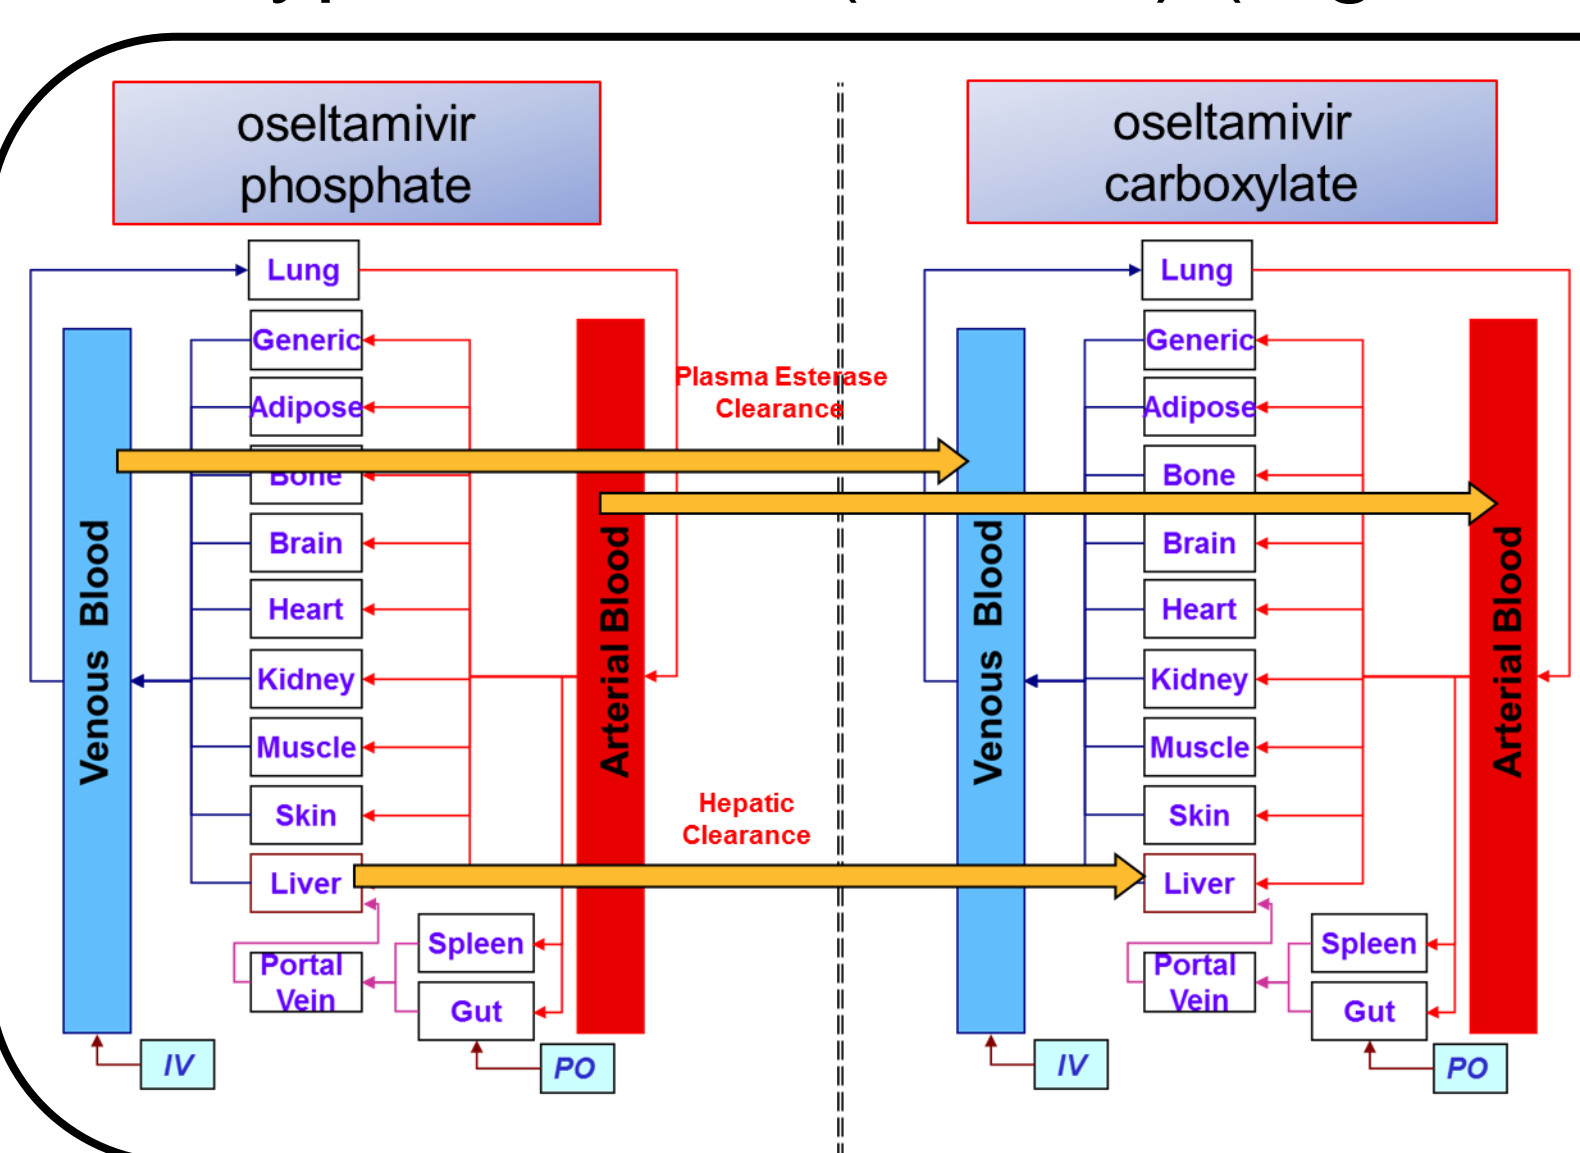 oseltamivir
phosphate
Lung
Generic
Adipose
Bone
Brain
Heart
Kidney
Muscle
Skin
Liver
Spleen
Portal
Vein
Gut
Venous Blood
Arterial Blood
IV
PO
Plasma Esterase
Clearance
Hepatic
Clearance
oseltamivir
carboxylate
Lung
Generic
Adipose
Bone
Brain
Heart
Kidney
Muscle
Skin
Liver
Spleen
Portal
Vein
Gut
Venous Blood
Arterial Blood
IV
PO